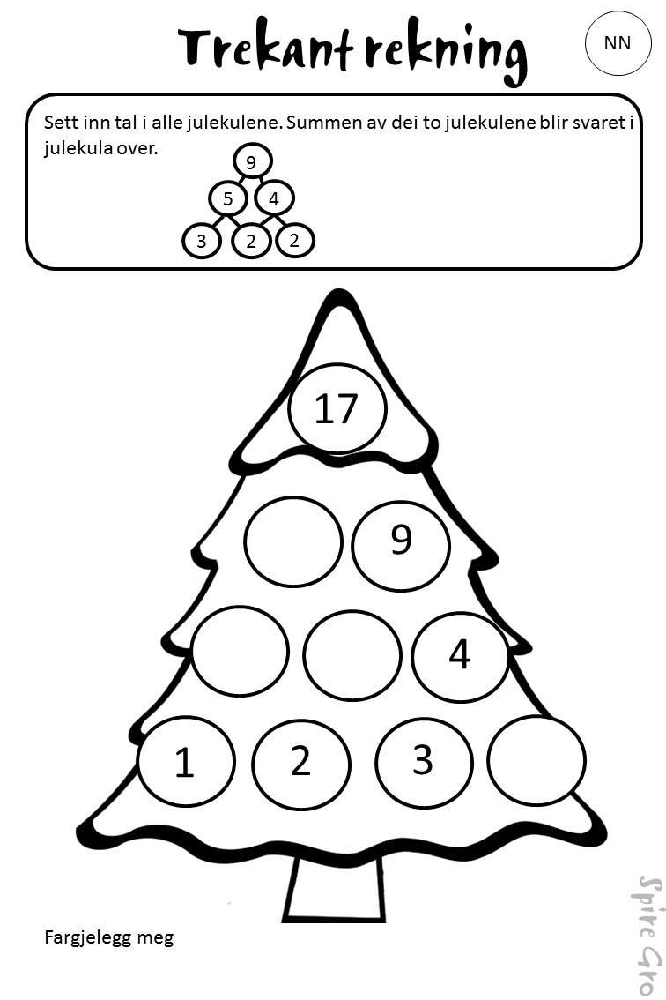 Trekant rekning
NN
Sett inn tal i alle julekulene. Summen av dei to julekulene blir svaret i
julekula over.
9
5 4
3 2 2
17
9
4
1 2 3
Fargjelegg meg
Spire Gro